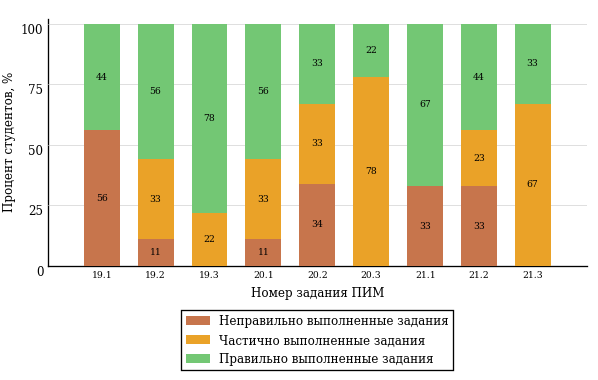 Процент студентов, %
100
75
50
25
0
44 56 78 56 33 22 67 44 33
56 33 22 33 33 78 33 23 67
11 11 34 33
19.1 19.2 19.3 20.1 20.2 20.3 21.1 21.2 21.3
Номер задания ПИМ
Неправильно выполненные задания
Частично выполненные задания
Правильно выполненные задания